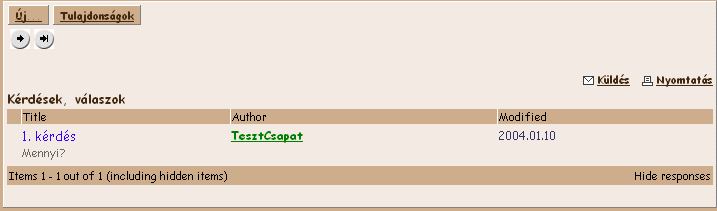 Új... Tulajdonságok
Küldés Nyomtatás
Kérdések, válaszok
Title Author Modified
1. kérdés TesztCsapat 2004.01.10
Mennyi?
Items 1 - 1 out of 1 (including hidden items) Hide responses